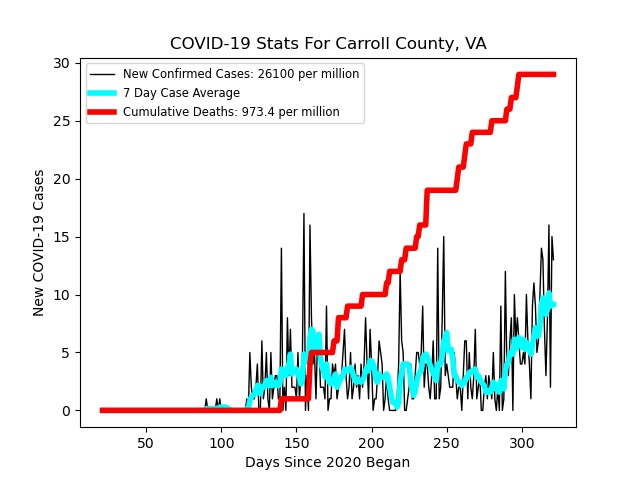 COVID-19 Stats For Carroll County, VA
New Confirmed Cases: 26100 per million
7 Day Case Average
Cumulative Deaths: 973.4 per million
New COVID-19 Cases
30
25
20
15
10
5
0
50 100 150 200 250 300
Days Since 2020 Began